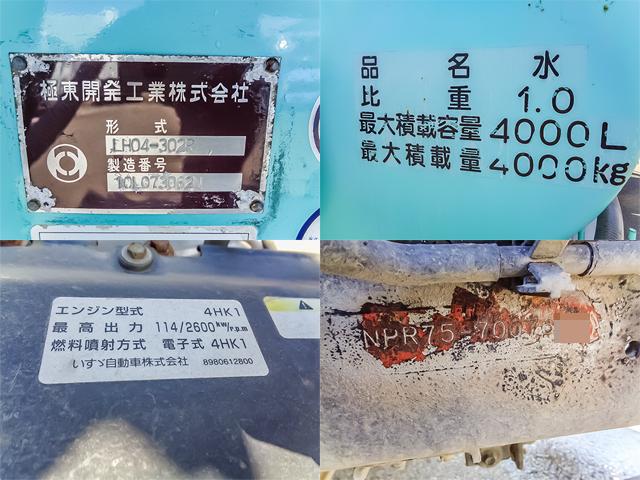 極東開発工業株式会社
形式
LH04-302
製造番号
10L073062
品名 水
比重 1.0
最大積載容量 4000L
最大積載量 4000kg
エンジン型式 4HK1
最高出力 114/2600kW/r.p.m
燃料噴射方式 電子式 4HK1
いすゞ自動車株式会社 8980612800
NPR75-700